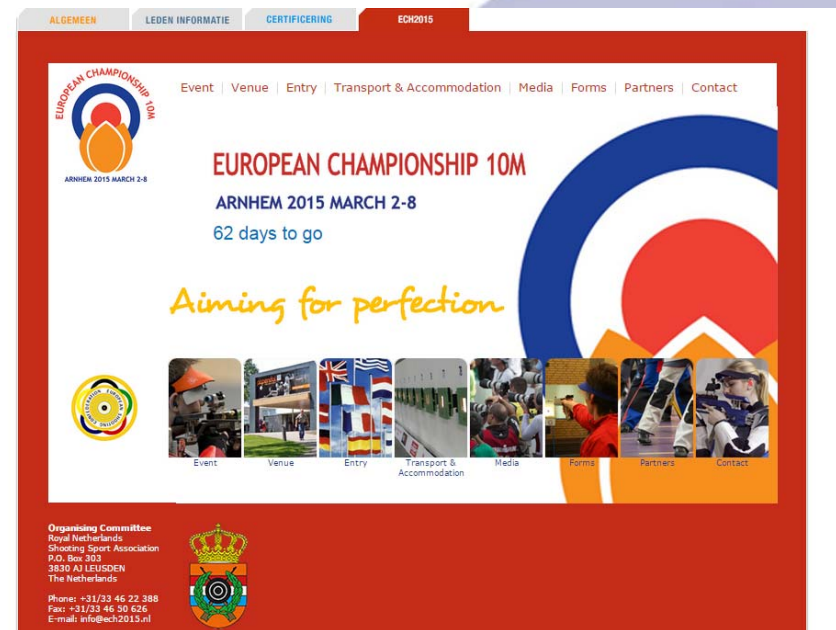 ALGEMEEN
LEDEN INFORMATIE
CERTIFICERING
ECH2015
EUROPEAN CHAMPIONSHIP 10M
ARNHEM 2015 MARCH 2-8
Event | Venue | Entry | Transport & Accommodation | Media | Forms | Partners | Contact
EUROPEAN CHAMPIONSHIP 10M
ARNHEM 2015 MARCH 2-8
62 days to go
Aiming for perfection
Event
Venue
Entry
Transport &
Accommodation
Media
Forms
Partners
Contact
Organising Committee
Royal Netherlands
Shooting Sport Association
P.O. Box 303
3830 AJ LEUSDEN
The Netherlands
Phone: +31/33 46 22 388
Fax: +31/33 46 50 626
E-mail: info@ech2015.nl